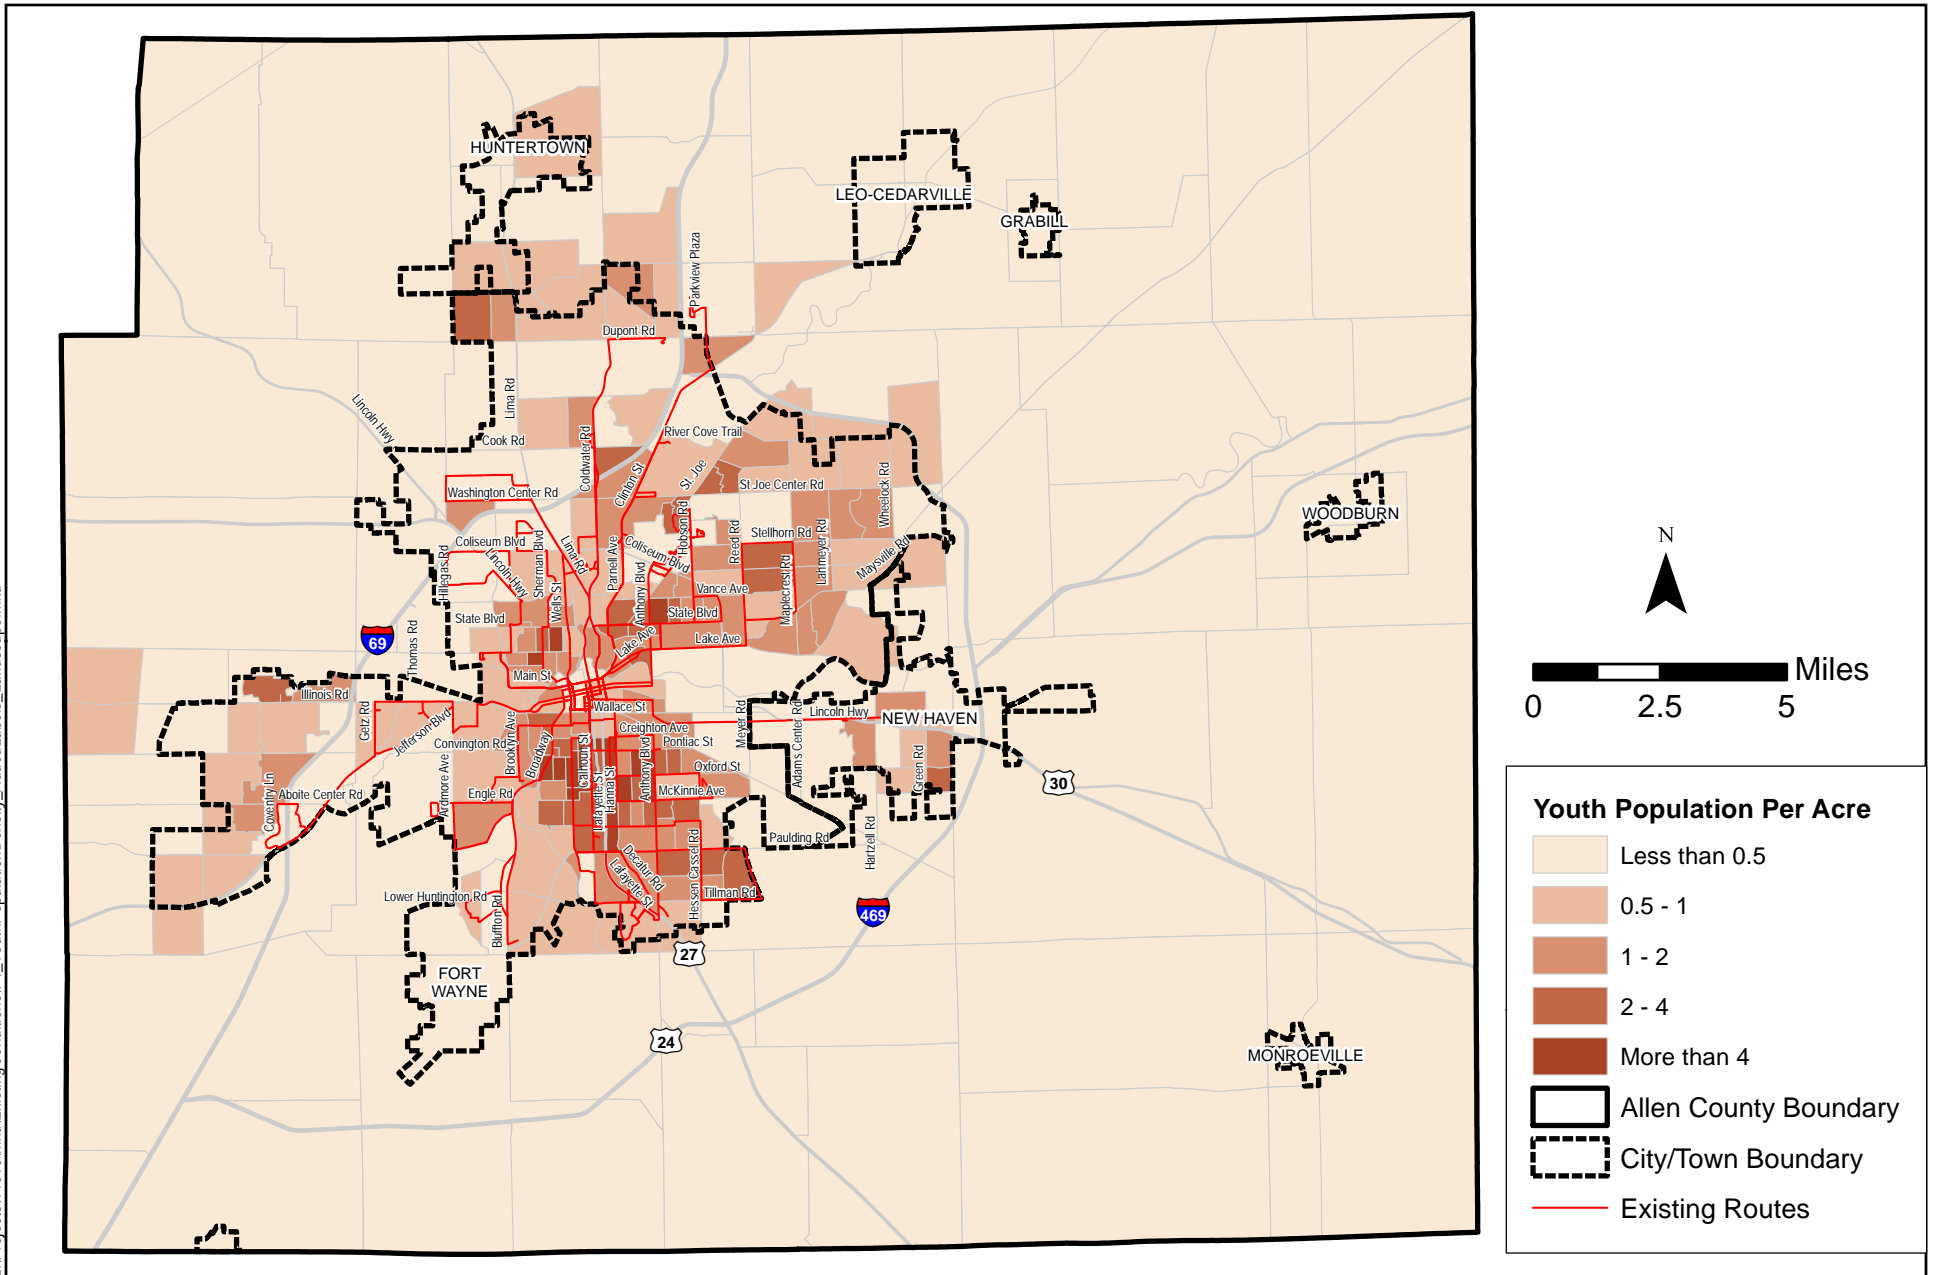 HUNTERTOWN
LEO-CEDARVILLE
GRABILL
Parkview Plaza
Dupont Rd
Lima Rd
Lincoln Hwy
Cook Rd
Coldwater Rd
River Cove Trail
Clinton St
St. Joe
St Joe Center Rd
Wheelock Rd
Washington Center Rd
WOODBURN
Hobson Rd
Reed Rd
Stellhorn Rd
Lahmeyer Rd
Maysville Rd
Coliseum Blvd
Lincoln Hwy
Sherman Blvd
Lima Rd
Parnell Ave
Coliseum Blvd
Hillegas Rd
Wells St
Anthony Blvd
Vance Ave
Maplecrest Rd
State Blvd
State Blvd
69
Thomas Rd
Lake Ave
Lake Ave
Main St
Illinois Rd
Getz Rd
Jefferson Blvd
Wallace St
Meyer Rd
Adams Center Rd
Lincoln Hwy
NEW HAVEN
Covington Rd
Brooklyn Ave
Broadway
Creighton Ave
Pontiac St
Calhoun St
Lafayette St
Hanna St
Anthony Blvd
Oxford St
Green Rd
30
Ardmore Ave
Coventry Ln
Aboite Center Rd
Engle Rd
McKinnie Ave
Paulding Rd
Hartzell Rd
Hessen Cassel Rd
Decatur Rd
Lafayette St
Tillman Rd
Lower Huntington Rd
Bluffton Rd
469
27
FORT
WAYNE
24
MONROEVILLE
N
Miles
0 2.5 5
Youth Population Per Acre
Less than 0.5
0.5 - 1
1 - 2
2 - 4
More than 4
Allen County Boundary
City/Town Boundary
Existing Routes